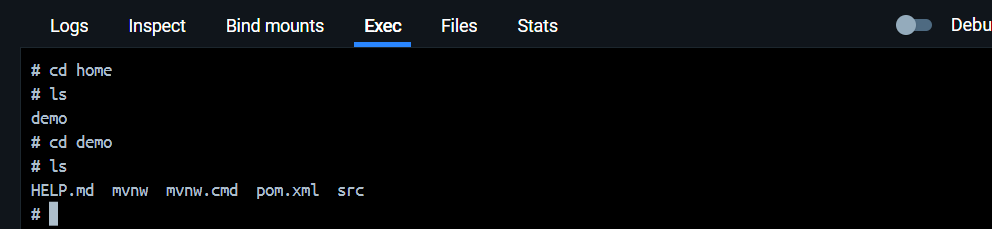 Logs Inspect Bind mounts Exec Files Stats Debu
# cd home
# ls
demo
# cd demo
# ls
HELP.md  mvnw  mvnw.cmd  pom.xml  src
#